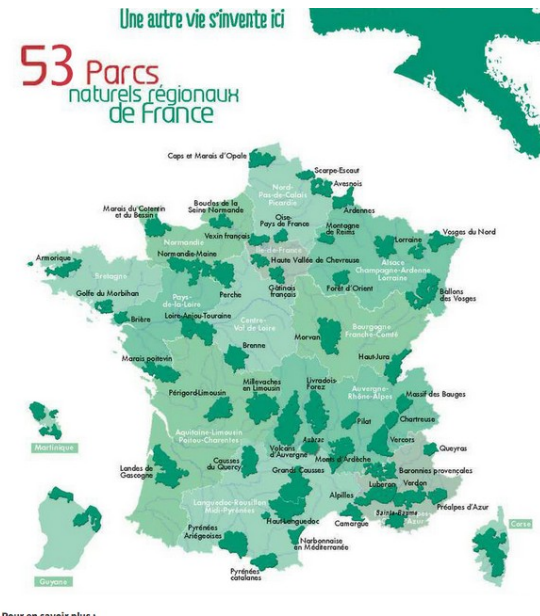 Une autre vie s'invente ici
53 Parcs
naturels régionaux
de France
Caps et Marais d'Opale
Scarpe-Escaut
Avesnois
Nord-
Pas-de-Calais
Picardie
Ardennes
Marais du Cotentin
et du Bessin
Boucles de la
Seine Normande
Oise-
Pays de France
Montagne
de Reims
Vosges du Nord
Lorraine
Vexin français
Normandie
Ile-de-France
Normandie-Maine
Haute Vallée de Chevreuse
Alsace
Champagne-Ardenne
Lorraine
Armorique
Bretagne
Golfe du Morbihan
Perche
Gâtinais
français
Forêt d'Orient
Ballons
des Vosges
Pays-
de-la-Loire
Brière
Loire-Anjou-Touraine
Centre-
Val de Loire
Brenne
Morvan
Bourgogne
Franche-Comté
Haut-Jura
Marais poitevin
Périgord-Limousin
Millevaches
en Limousin
Livradois-
Forez
Auvergne-
Rhône-Alpes
Massif des Bauges
Chartreuse
Pilat
Vercors
Aquitaine-Limousin
Poitou-Charentes
Aubrac
Volcans
d'Auvergne
Monts d'Ardèche
Queyras
Baronnies provençales
Landes de
Gascogne
Causses
du Quercy
Grands Causses
Luberon
Verdon
Alpilles
Préalpes d'Azur
Sainte-Baume
Azur
Camargue
Languedoc-Roussillon
Midi-Pyrénées
Haut-Languedoc
Pyrénées
Ariégeoises
Narbonnaise
en Méditerranée
Pyrénées
catalanes
Martinique
Guyane
Corse
Pour en savoir plus :